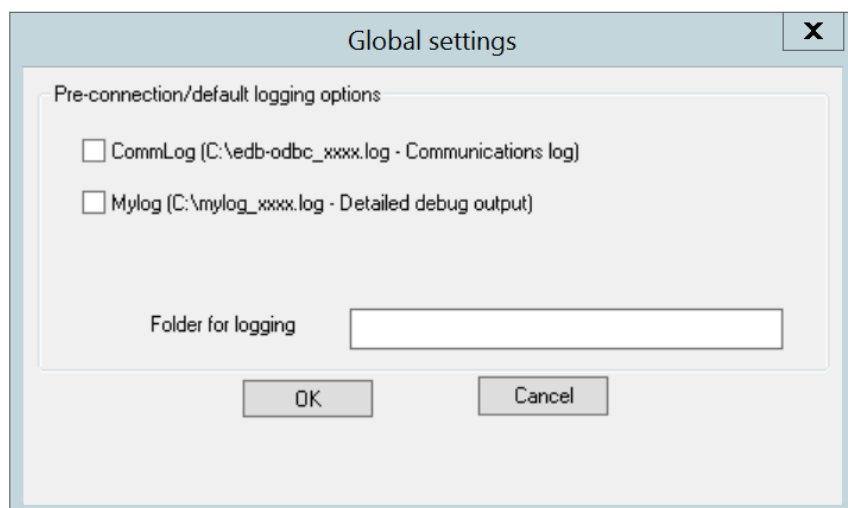 Global settings
X
Pre-connection/default logging options
CommLog (C:\edb-odbc_xxxx.log - Communications log)
Mylog (C:\mylog_xxxx.log - Detailed debug output)
Folder for logging
OK
Cancel